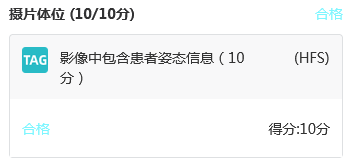 摄片体位 (10/10分) 合格
TAG 影像中包含患者姿态信息（10 (HFS)
分）
合格 得分:10分